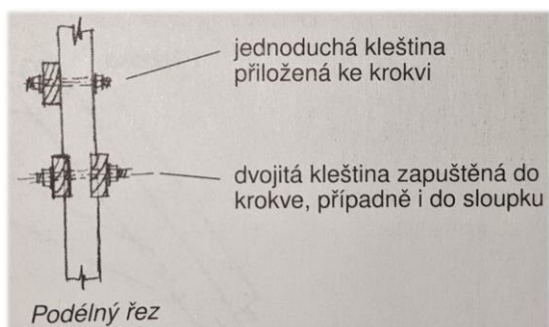 jednoduchá kleština
přiložená ke krokvi
dvojitá kleština zapuštěná do
krokve, případně i do sloupku
Podélný řez